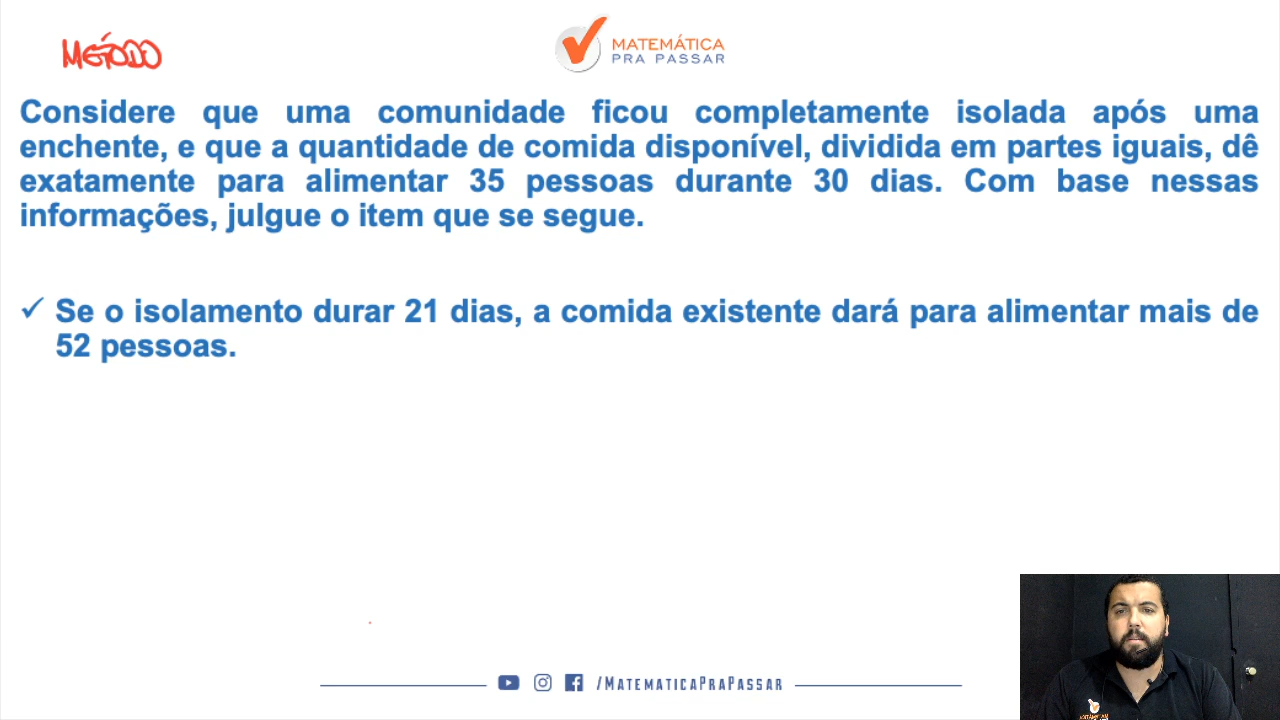 MÉTODO
MATEMÁTICA
PRA PASSAR
Considere que uma comunidade ficou completamente isolada após uma
enchente, e que a quantidade de comida disponível, dividida em partes iguais, dê
exatamente para alimentar 35 pessoas durante 30 dias. Com base nessas
informações, julgue o item que se segue.
✓ Se o isolamento durar 21 dias, a comida existente dará para alimentar mais de
52 pessoas.
/MATEMATICAPRAPASSAR